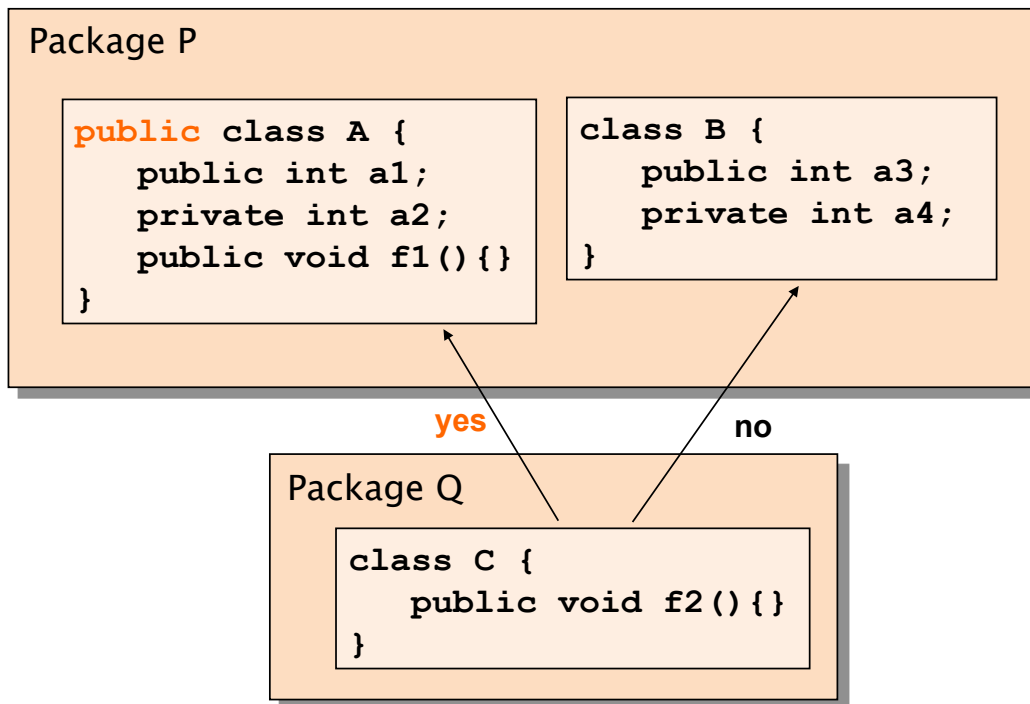 Package P
public class A {
public int a1;
private int a2;
public void f1(){}
}
class B {
public int a3;
private int a4;
}
yes
no
Package Q
class C {
public void f2(){}
}